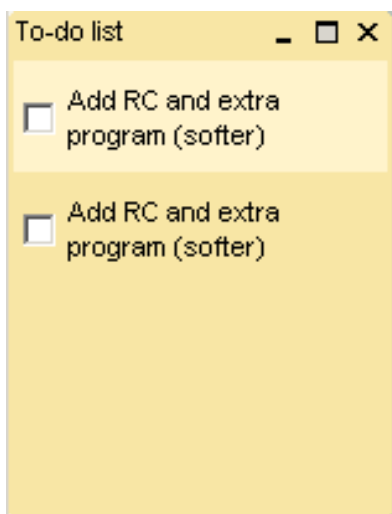 To-do list
Add RC and extra
program (softer)
Add RC and extra
program (softer)